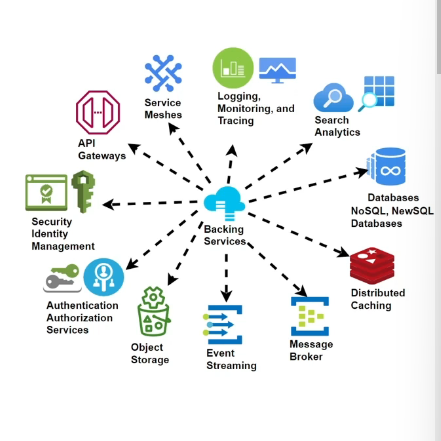 Service
Meshes
Logging,
Monitoring, and
Tracing
Search
Analytics
API
Gateways
Databases
NoSQL, NewSQL
Databases
Security
Identity
Management
Backing
Services
Distributed
Caching
Authentication
Authorization
Services
Object
Storage
Event
Streaming
Message
Broker